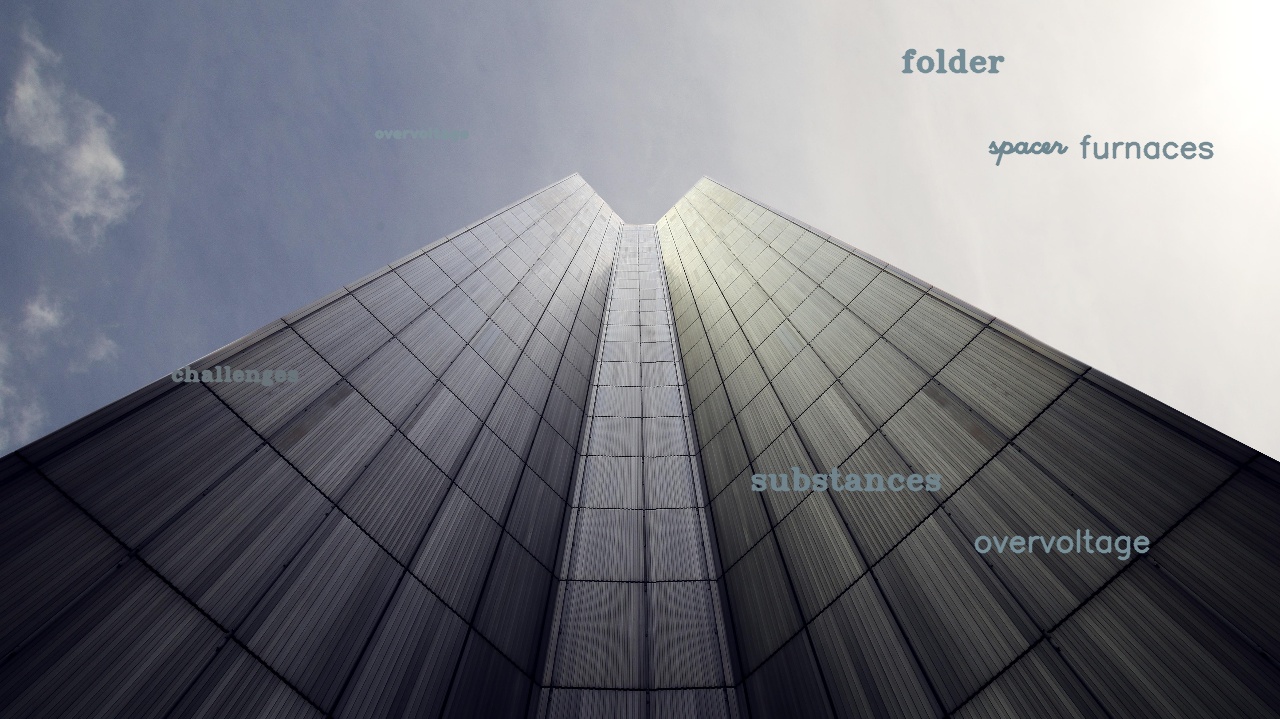 folder
overvoltage
spacer furnaces
challenges
substances
overvoltage